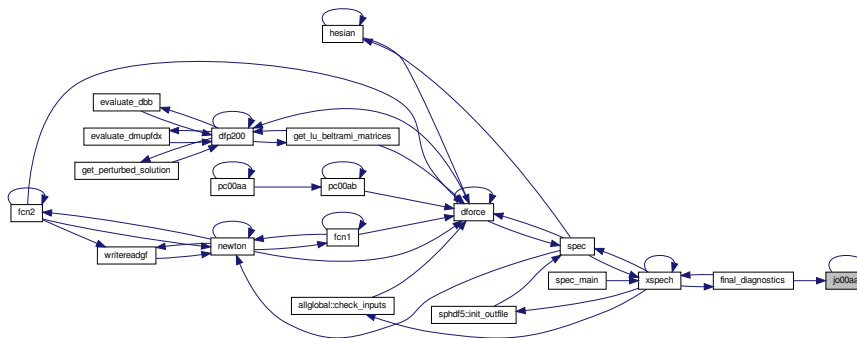 hesian
evaluate_dbb
evaluate_dmupfdx
dfp200
get_lu_beltrami_matrices
get_perturbed_solution
pc00aa
pc00ab
fcn2
dforce
fcn1
newton
spec
writereadgf
spec_main
xspech
final_diagnostics
jo00aa
allglobal::check_inputs
sphdf5::init_outfile